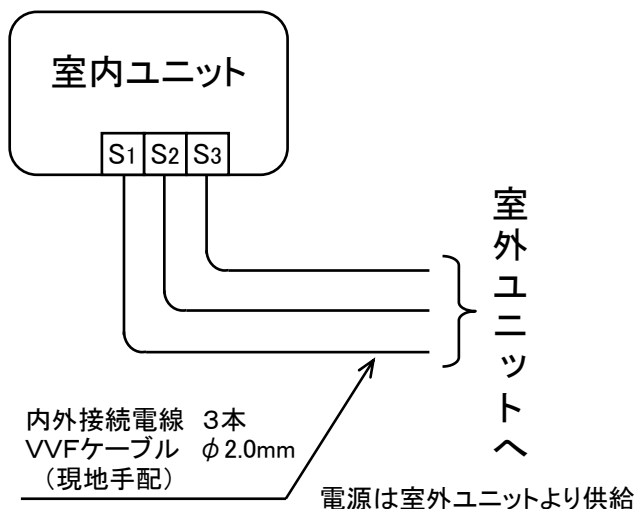 室内ユニット
S1 S2 S3
室外ユニットへ
内外接続電線 3本
VVFケーブル φ2.0mm
(現地手配)
電源は室外ユニットより供給